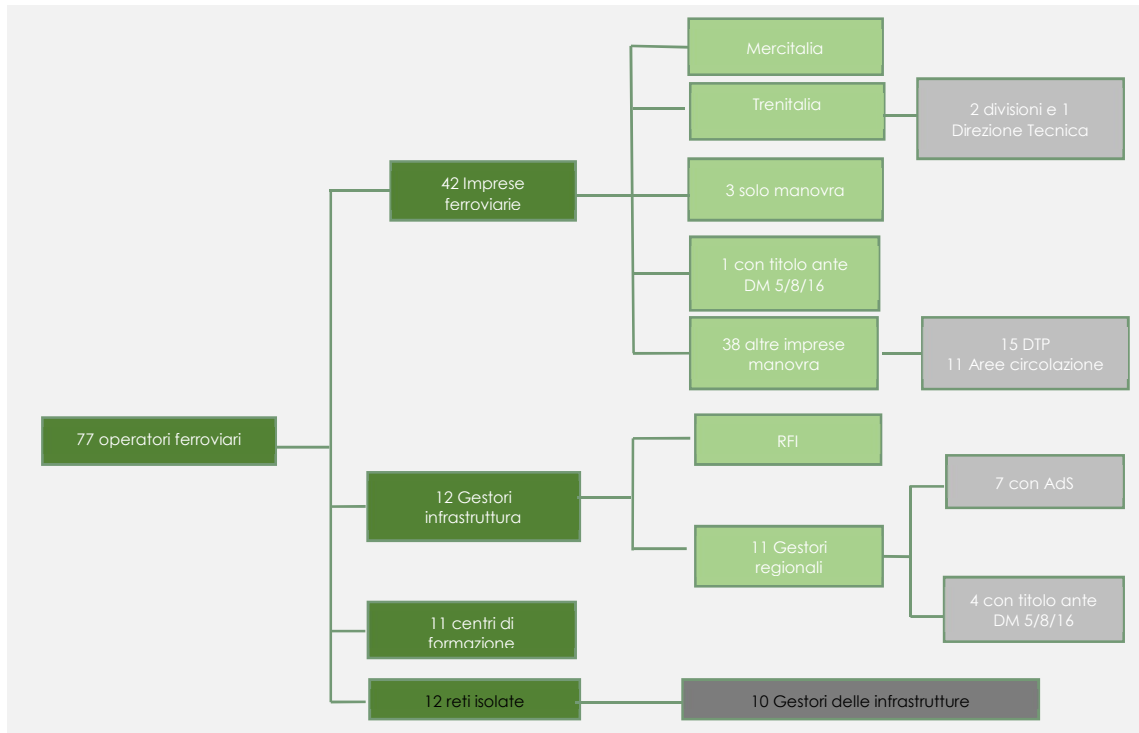 77 operatori ferroviari
42 Imprese
ferroviarie
Mercitalia
Trenitalia
2 divisioni e 1
Direzione Tecnica
3 solo manovra
1 con titolo ante
DM 5/8/16
38 altre imprese
manovra
15 DTP
11 Aree circolazione
12 Gestori
infrastruttura
RFI
11 Gestori
regionali
7 con AdS
4 con titolo ante
DM 5/8/16
11 centri di
formazione
12 reti isolate
10 Gestori delle infrastrutture